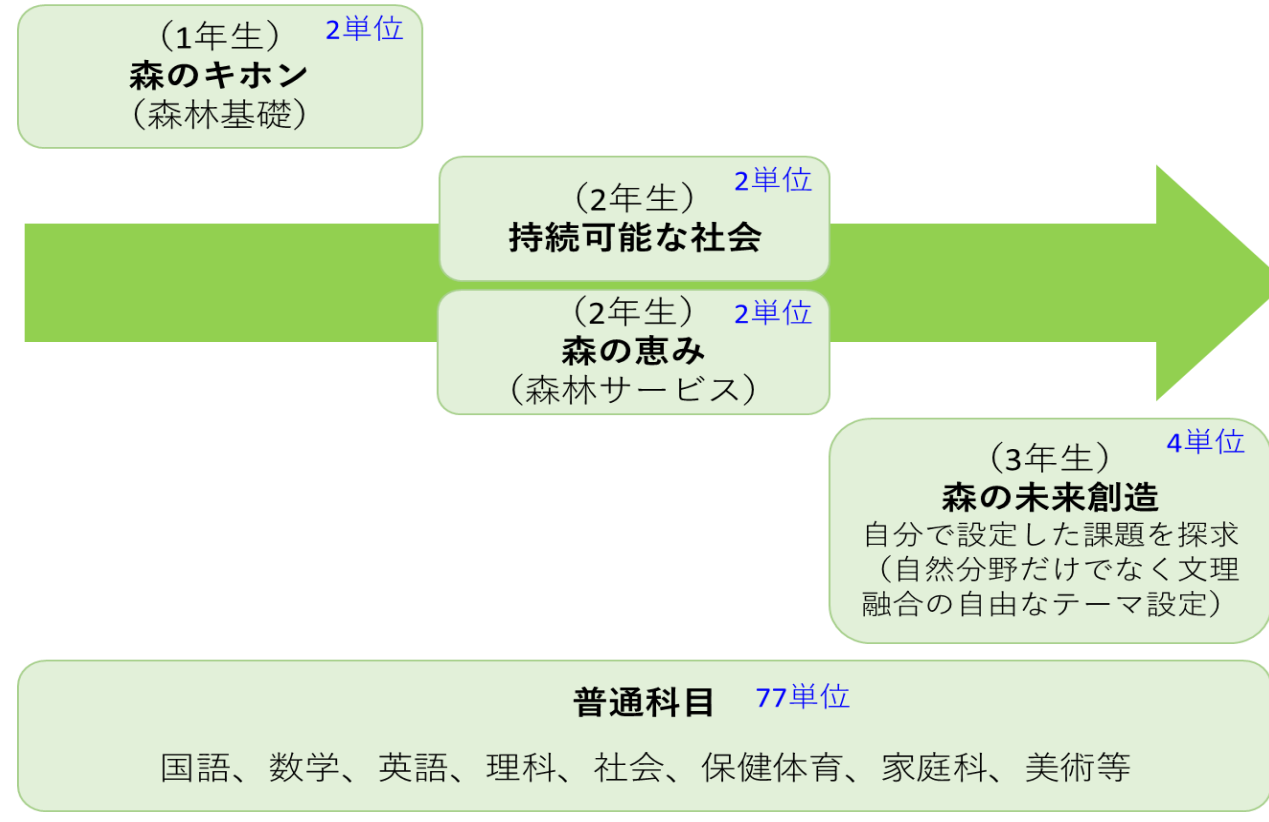 （1年生） 2単位
森のキホン
（森林基礎）
（2年生） 2単位
持続可能な社会
（2年生） 2単位
森の恵み
（森林サービス）
（3年生） 4単位
森の未来創造
自分で設定した課題を探求
（自然分野だけでなく文理
融合の自由なテーマ設定）
普通科目 77単位
国語、数学、英語、理科、社会、保健体育、家庭科、美術等